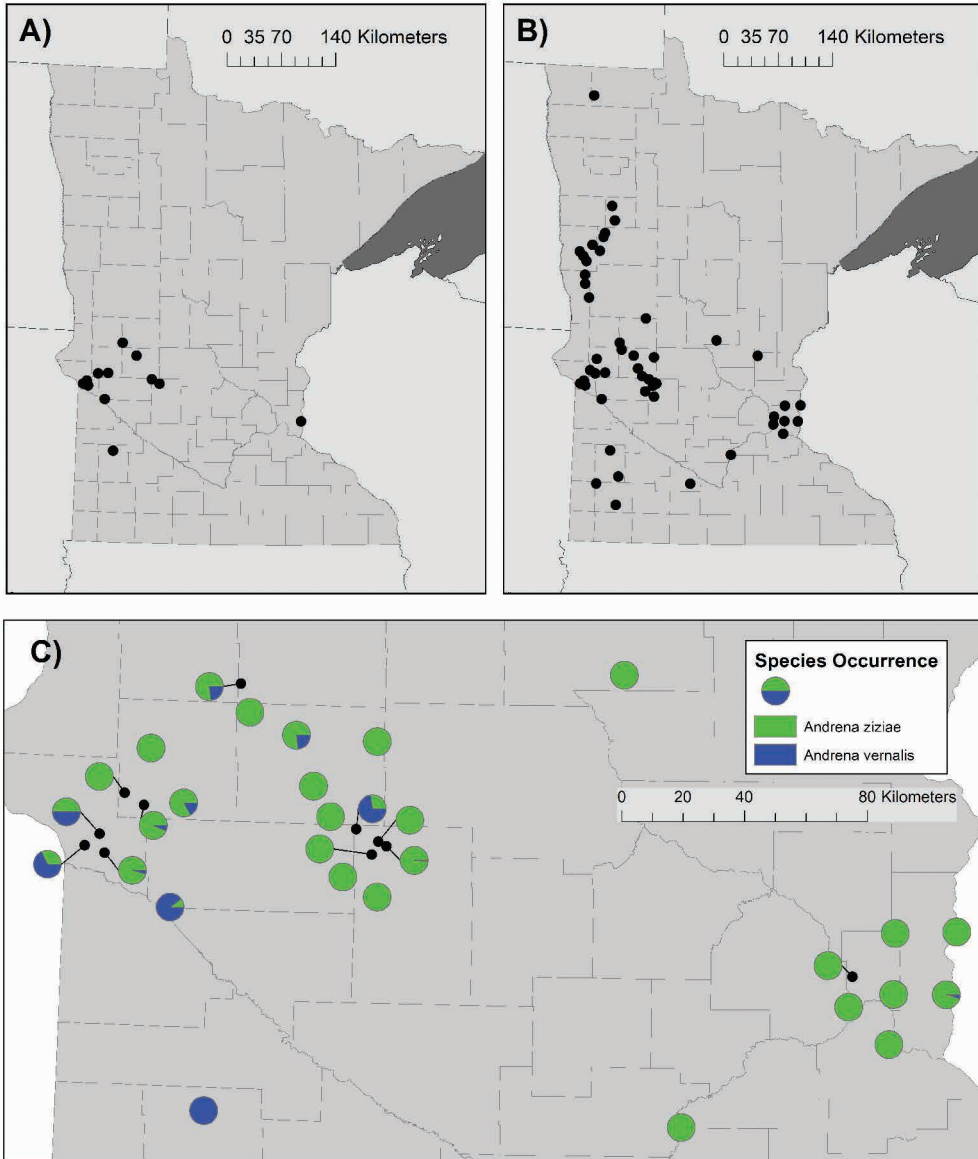 A)
0 35 70 140 Kilometers
B)
0 35 70 140 Kilometers
C)
Species Occurrence
Andrena ziziae
Andrena vernalis
0 20 40 80 Kilometers